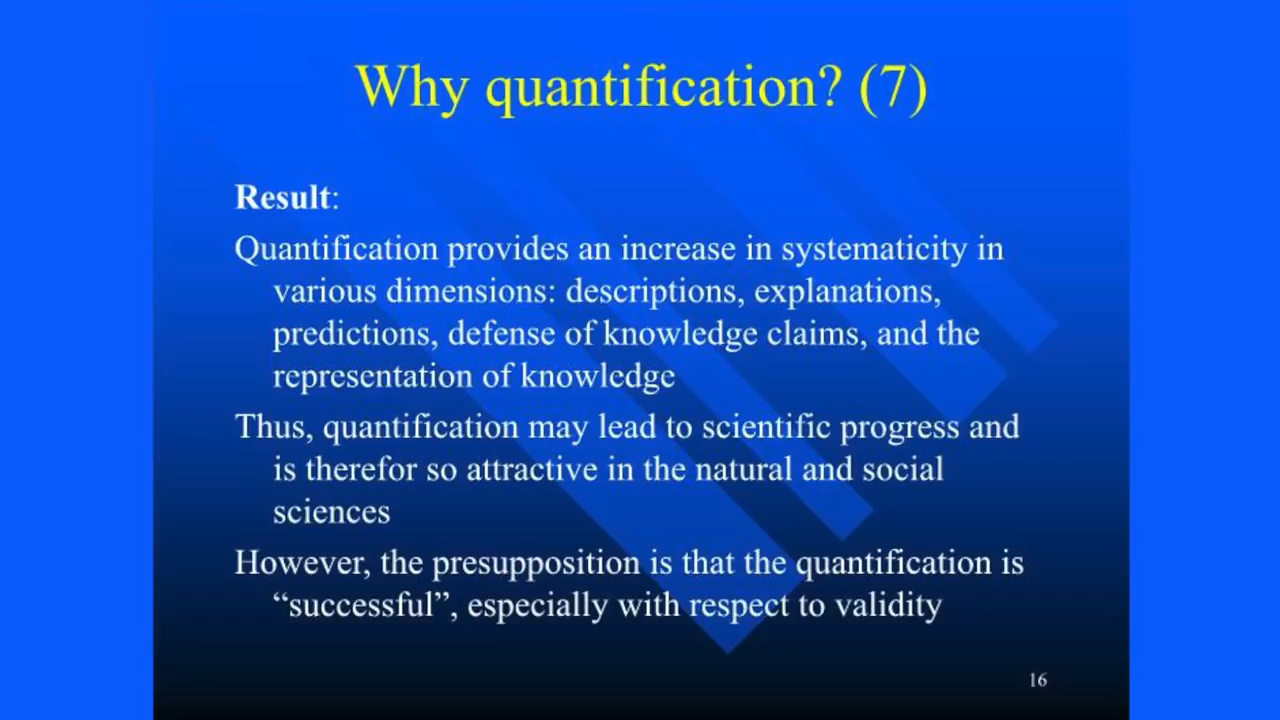 Why quantification? (7)
Result:
Quantification provides an increase in systematicity in
various dimensions: descriptions, explanations,
predictions, defense of knowledge claims, and the
representation of knowledge
Thus, quantification may lead to scientific progress and
is therefor so attractive in the natural and social
sciences
However, the presupposition is that the quantification is
“successful”, especially with respect to validity
16